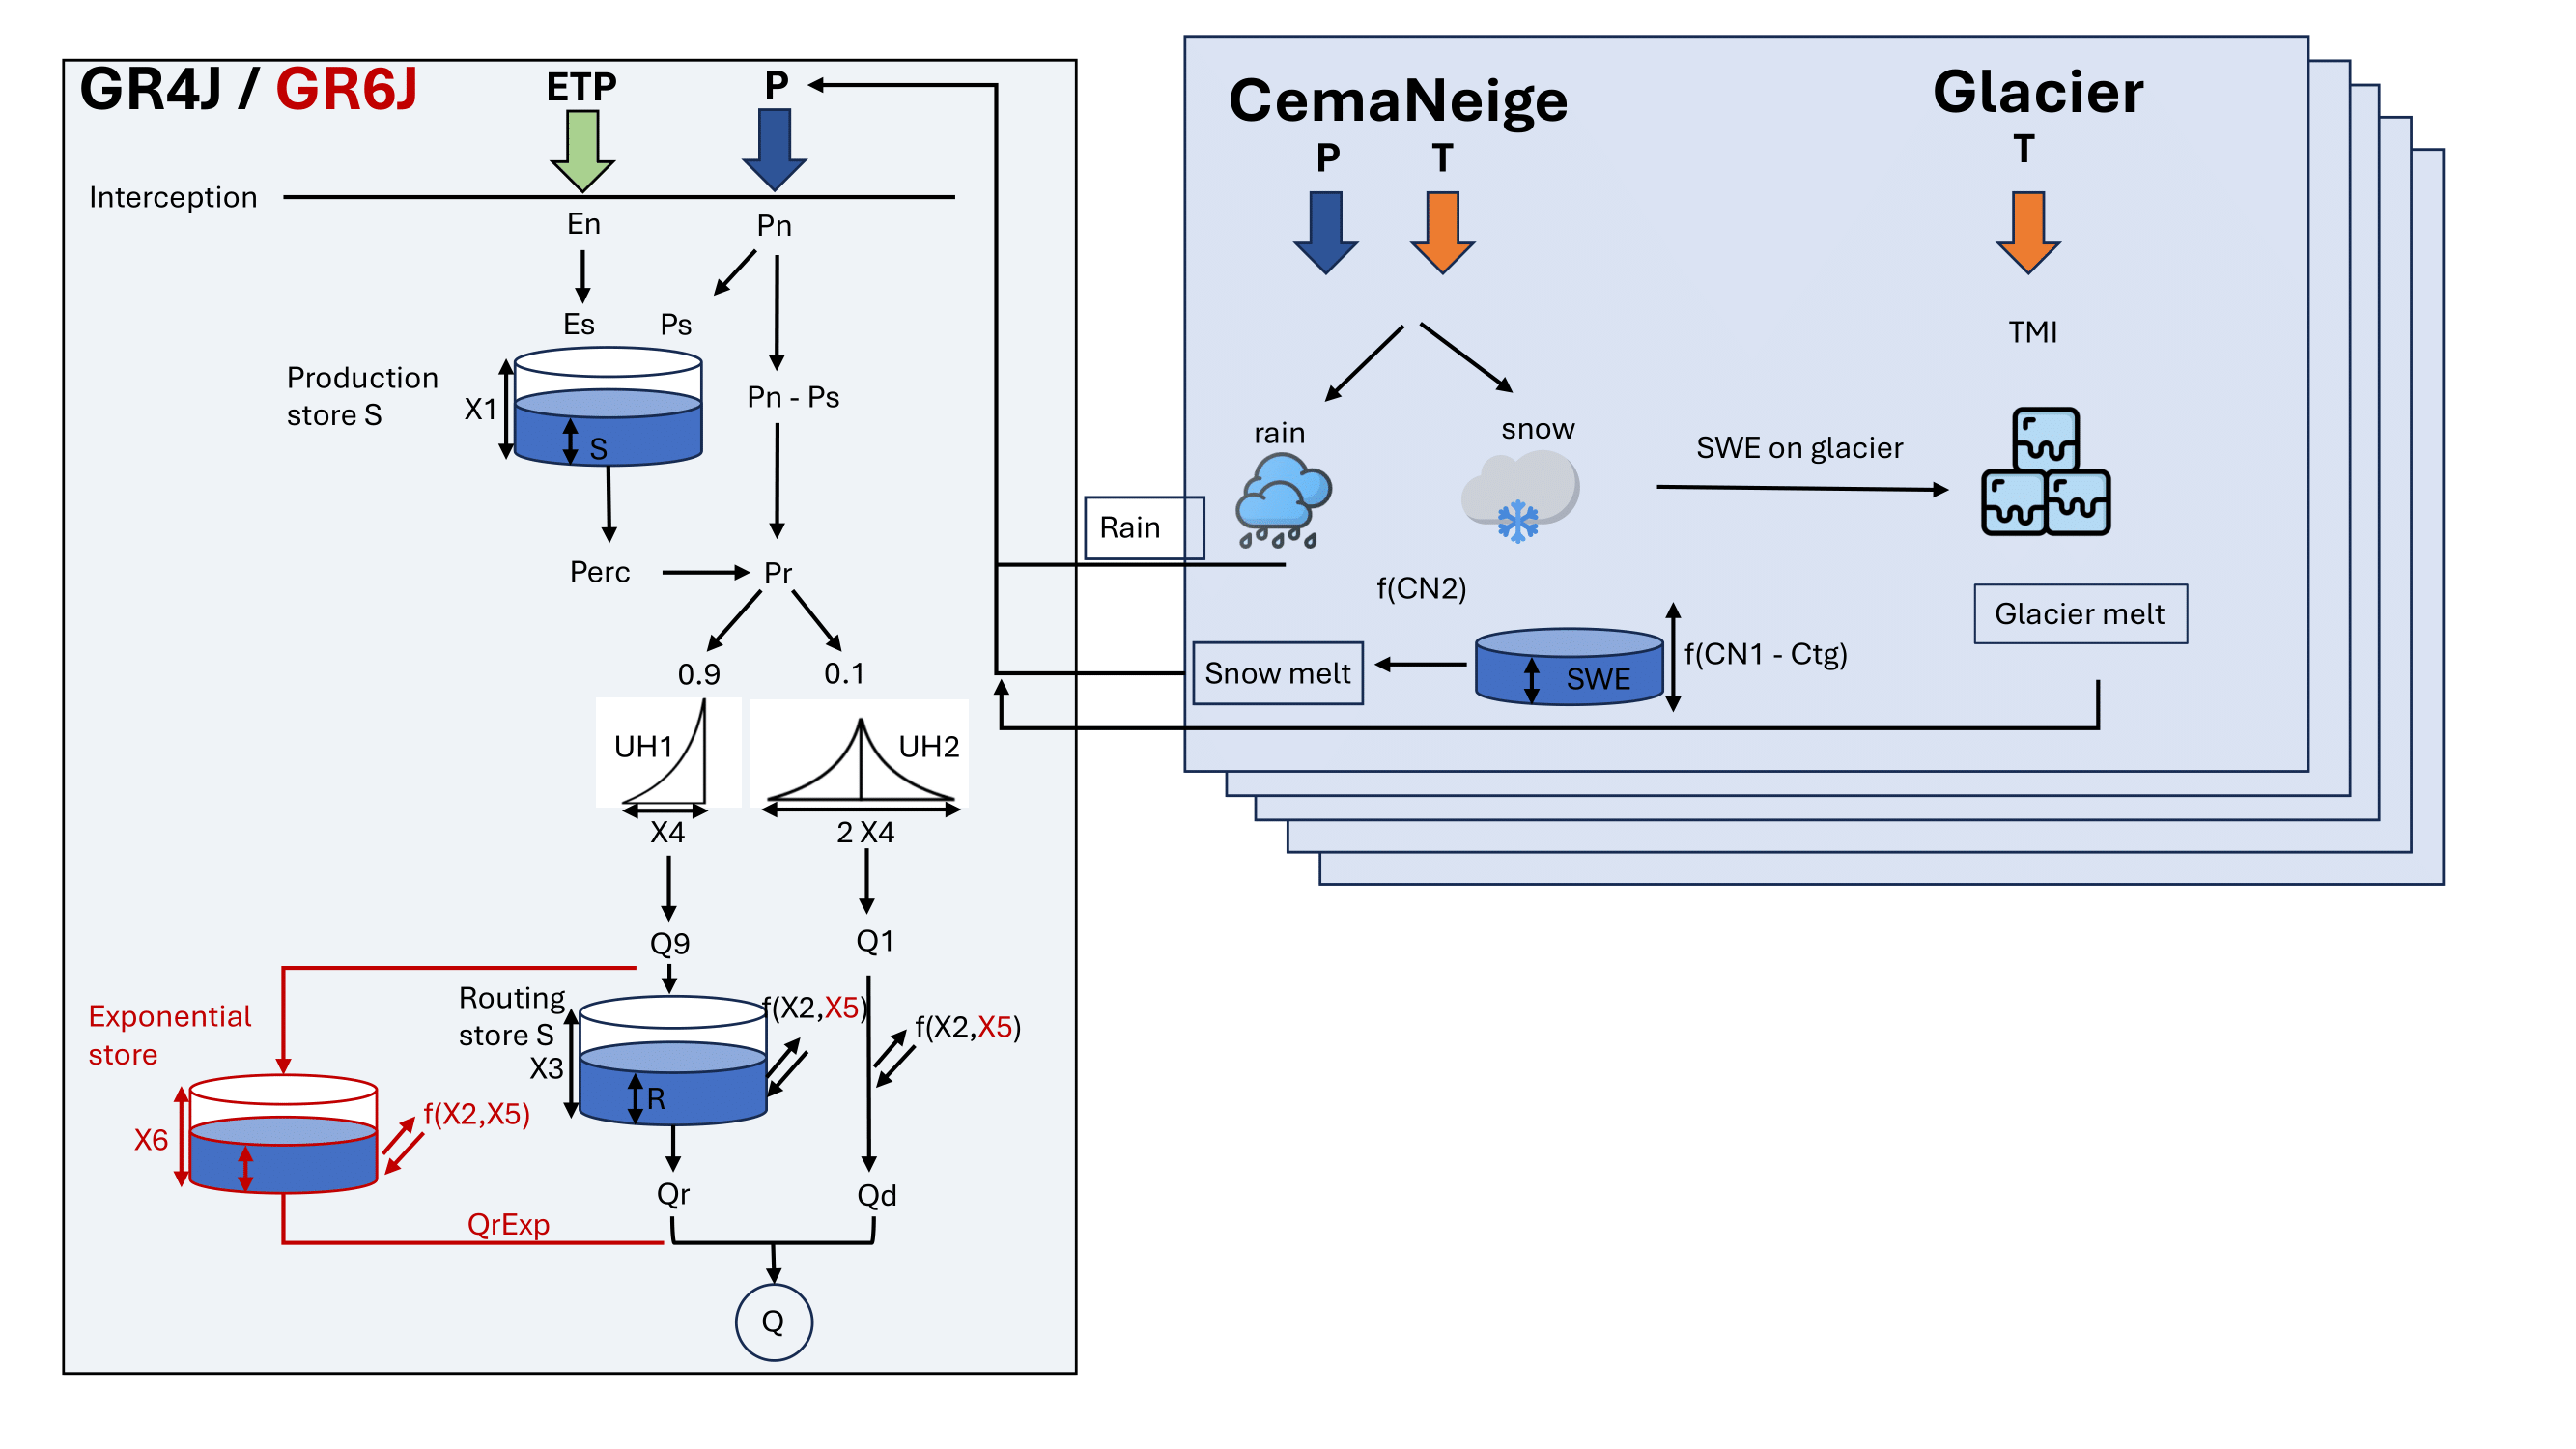 GR4J / GR6J
ETP
P
Interception
En
Pn
Es
Ps
Production
store S
X1
S
Pn - Ps
Perc
Pr
0.9
0.1
UH1
UH2
X4
2 X4
Q9
Q1
Exponential
store
Routing
store S
X3
R
f(X2,X5)
f(X2,X5)
X6
f(X2,X5)
Qr
Qd
QrExp
Q
CemaNeige
P
T
Glacier
T
TMI
rain
snow
SWE on glacier
Rain
f(CN2)
Snow melt
SWE
f(CN1 - Ctg)
Glacier melt